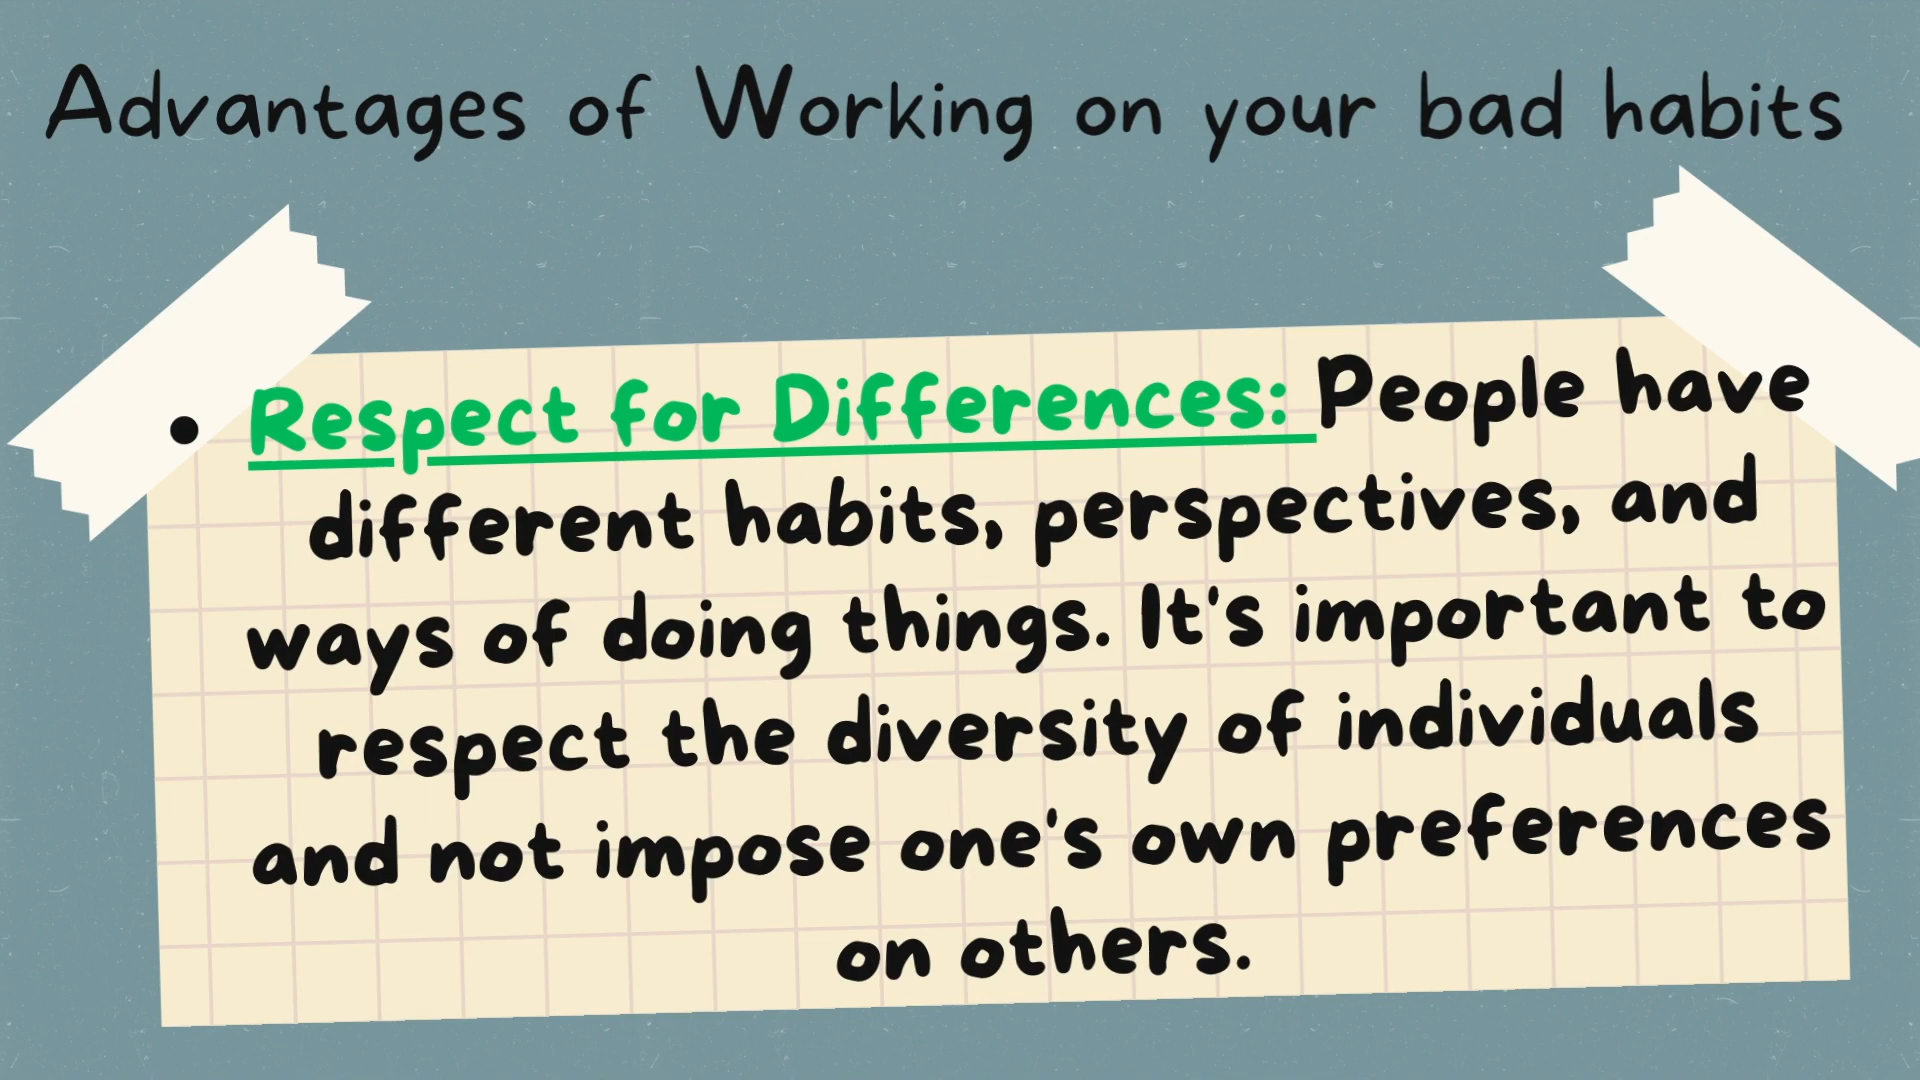 Advantages of Working on your bad habits
• Respect for Differences: People have
different habits, perspectives, and
ways of doing things. It's important to
respect the diversity of individuals
and not impose one's own preferences
on others.